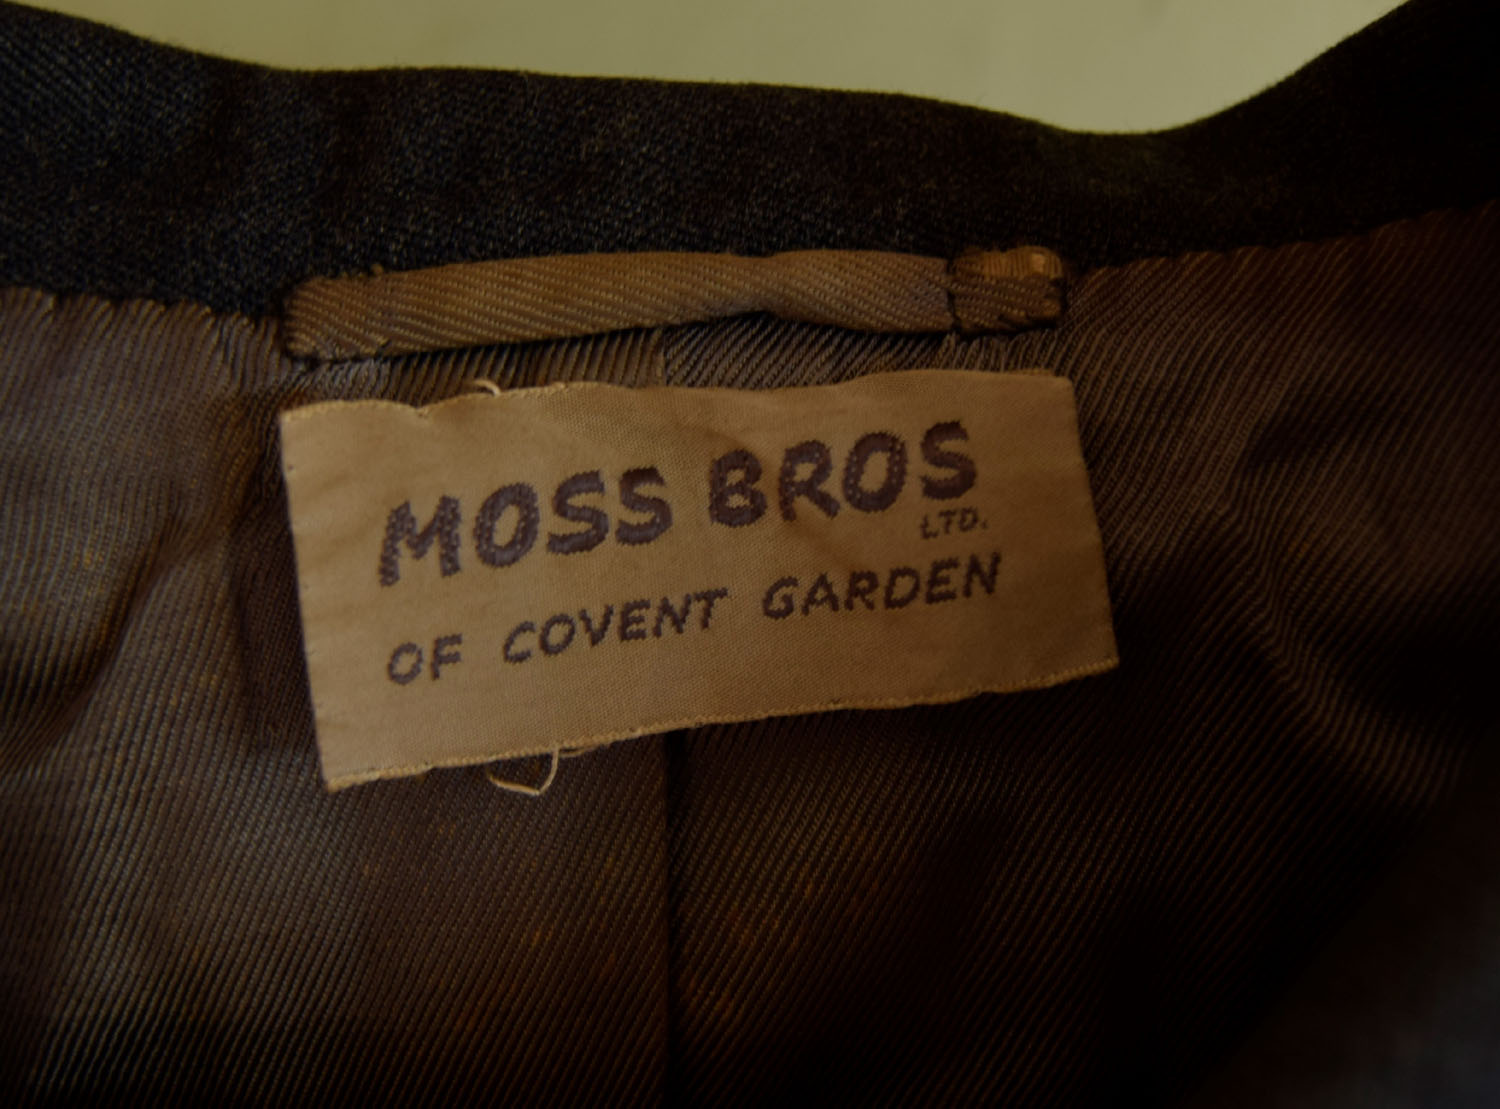 MOSS BROS
LTD.
OF COVENT GARDEN